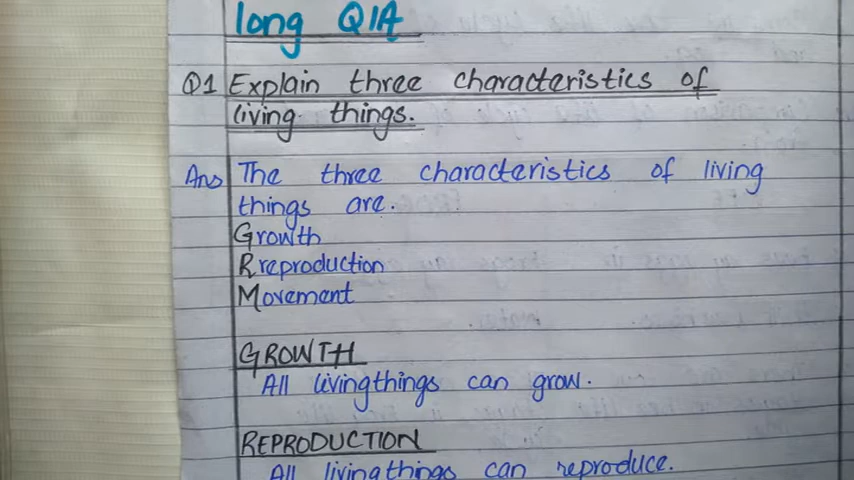 long Q1A
Q1 Explain three characteristics of
living things.
Ans The three characteristics of living
things are.
Growth
Rreproduction
Movement
GROWTH
All livingthings can grow.
REPRODUCTION
All livingthings can reproduce.